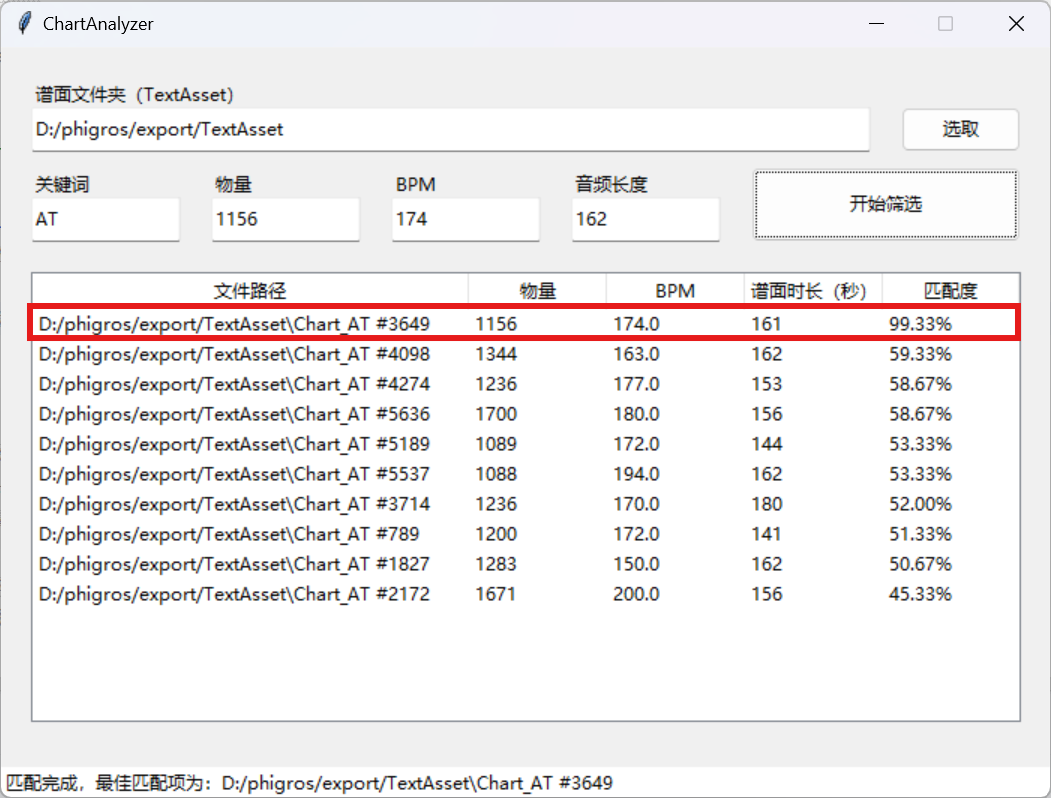 ChartAnalyzer
谱面文件夹（TextAsset）
D:/phigros/export/TextAsset
选取
关键词 物量 BPM 音频长度
AT 1156 174 162
开始筛选
文件路径 物量 BPM 谱面时长（秒） 匹配度
D:/phigros/export/TextAsset\Chart_AT #3649 1156 174.0 161 99.33%
D:/phigros/export/TextAsset\Chart_AT #4098 1344 163.0 162 59.33%
D:/phigros/export/TextAsset\Chart_AT #4274 1236 177.0 153 58.67%
D:/phigros/export/TextAsset\Chart_AT #5636 1700 180.0 156 58.67%
D:/phigros/export/TextAsset\Chart_AT #5189 1089 172.0 144 53.33%
D:/phigros/export/TextAsset\Chart_AT #5537 1088 194.0 162 53.33%
D:/phigros/export/TextAsset\Chart_AT #3714 1236 170.0 180 52.00%
D:/phigros/export/TextAsset\Chart_AT #789 1200 172.0 141 51.33%
D:/phigros/export/TextAsset\Chart_AT #1827 1283 150.0 162 50.67%
D:/phigros/export/TextAsset\Chart_AT #2172 1671 200.0 156 45.33%
匹配完成，最佳匹配项为：D:/phigros/export/TextAsset\Chart_AT #3649